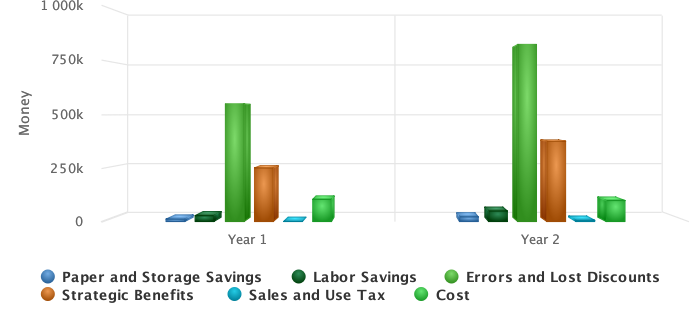 1 000k
750k
500k
250k
0
Money
Year 1 Year 2
Paper and Storage Savings Labor Savings Errors and Lost Discounts
Strategic Benefits Sales and Use Tax Cost